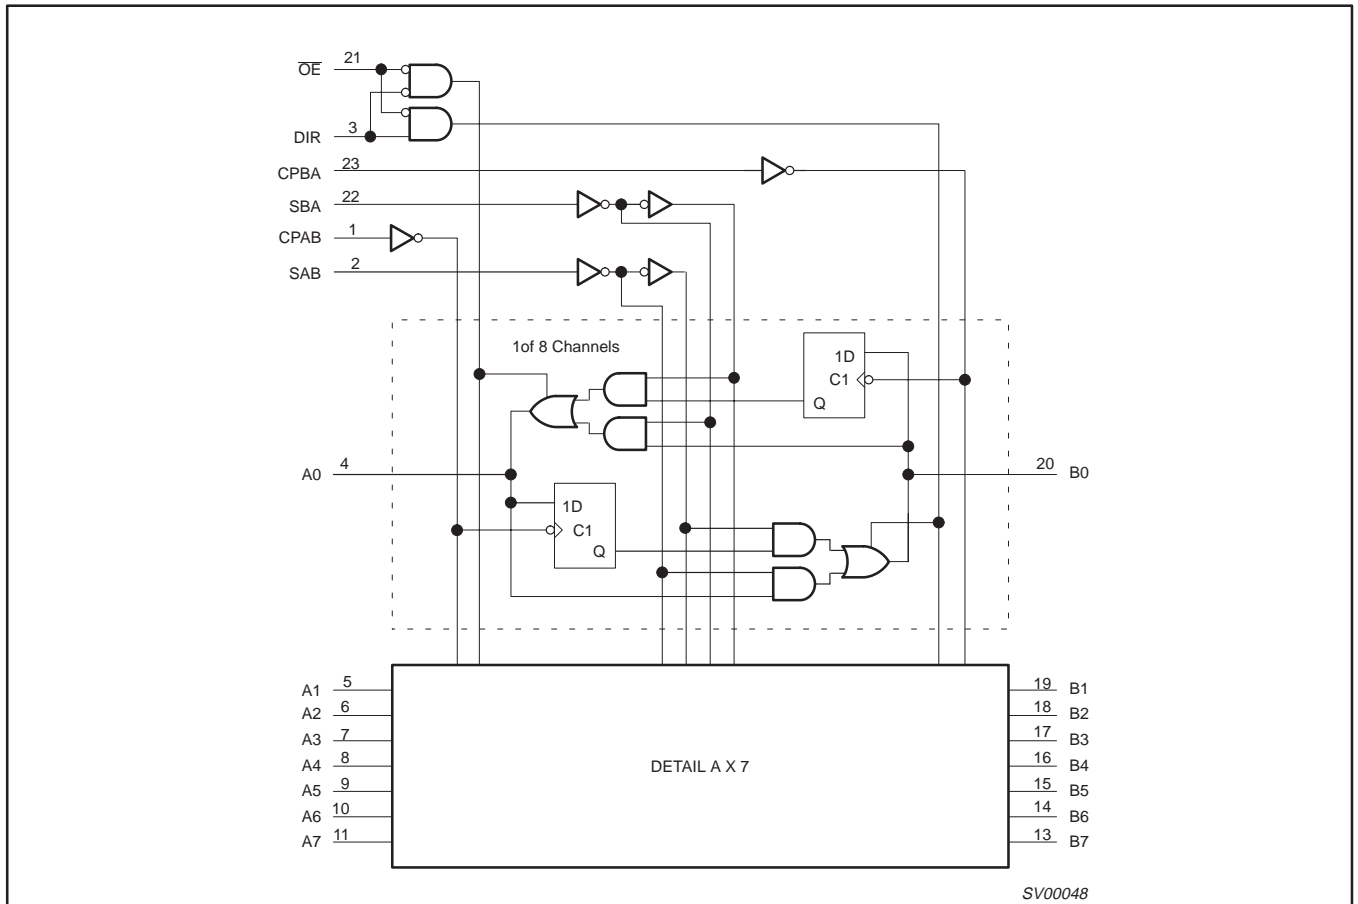 OE 21
DIR 3
CPBA 23
SBA 22
CPAB 1
SAB 2
1of 8 Channels
1D
C1
Q
A0 4
20 B0
1D
C1
Q
A1 5
19 B1
A2 6
18 B2
A3 7
17 B3
A4 8
16 B4
DETAIL A X 7
A5 9
15 B5
A6 10
14 B6
A7 11
13 B7
SV00048